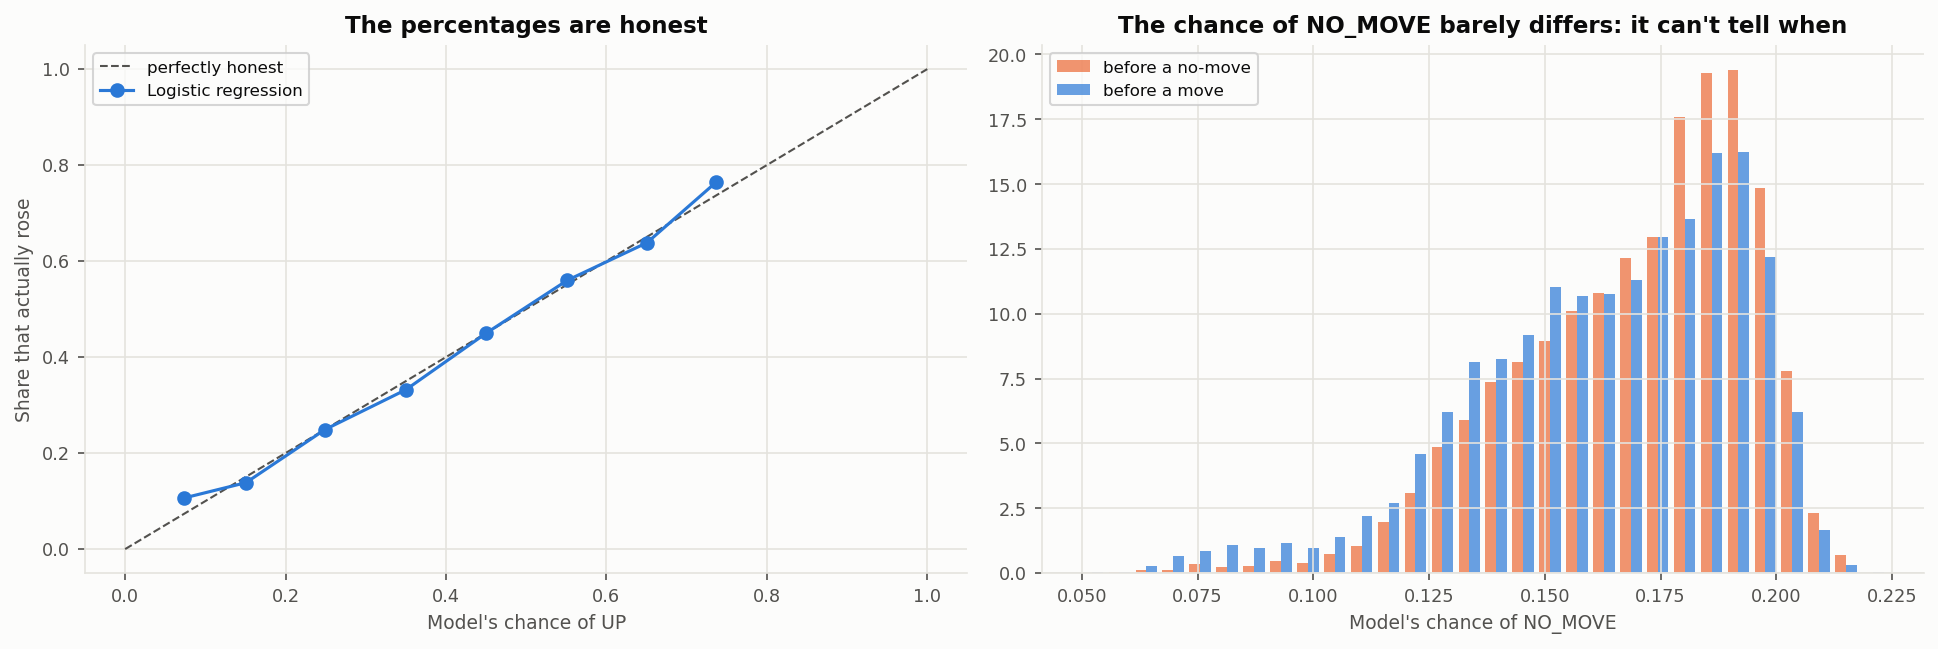 The percentages are honest
perfectly honest
Logistic regression
1.0
0.8
0.6
0.4
0.2
0.0
Share that actually rose
0.0 0.2 0.4 0.6 0.8 1.0
Model's chance of UP
The chance of NO_MOVE barely differs: it can't tell when
before a no-move
before a move
20.0
17.5
15.0
12.5
10.0
7.5
5.0
2.5
0.0
0.050 0.075 0.100 0.125 0.150 0.175 0.200 0.225
Model's chance of NO_MOVE